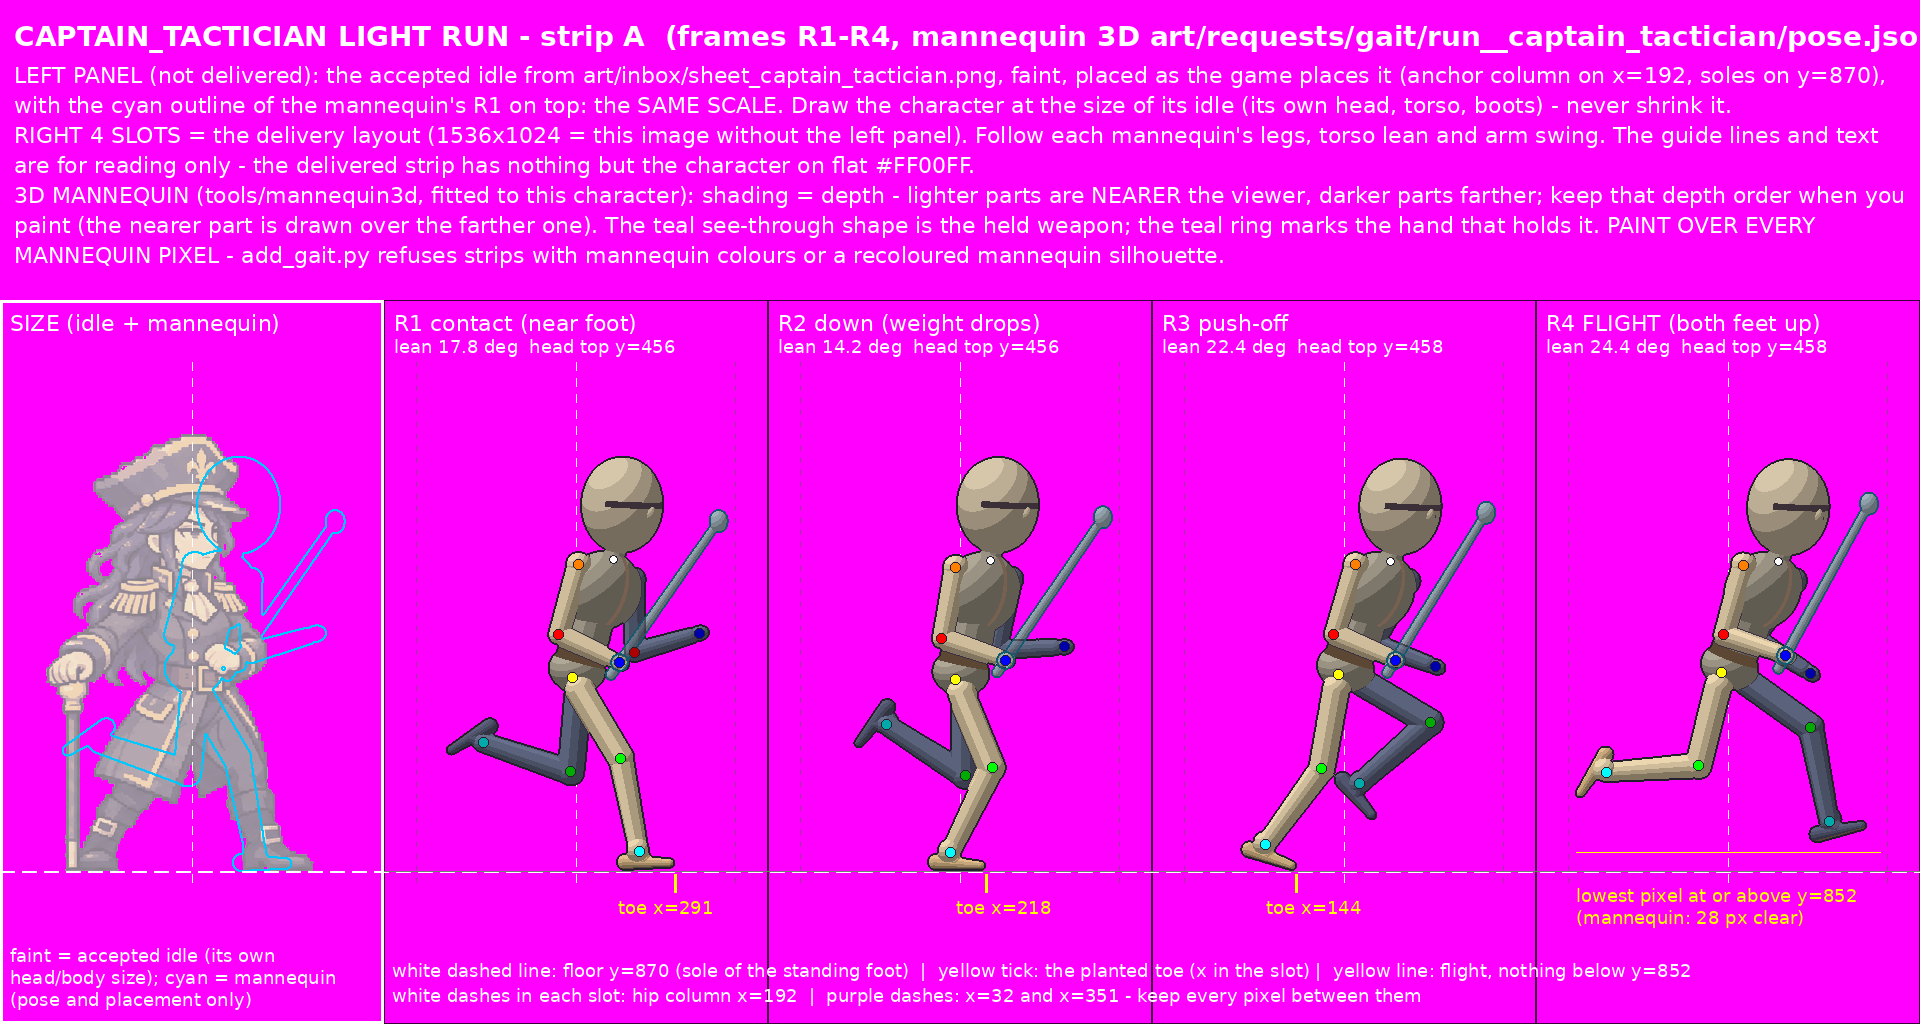 CAPTAIN_TACTICIAN LIGHT RUN - strip A  (frames R1-R4, mannequin 3D art/requests/gait/run__captain_tactician/pose.jso
LEFT PANEL (not delivered): the accepted idle from art/inbox/sheet_captain_tactician.png, faint, placed as the game places it (anchor column on x=192, soles on y=870),
with the cyan outline of the mannequin's R1 on top: the SAME SCALE. Draw the character at the size of its idle (its own head, torso, boots) - never shrink it.
RIGHT 4 SLOTS = the delivery layout (1536x1024 = this image without the left panel). Follow each mannequin's legs, torso lean and arm swing. The guide lines and text
are for reading only - the delivered strip has nothing but the character on flat #FF00FF.
3D MANNEQUIN (tools/mannequin3d, fitted to this character): shading = depth - lighter parts are NEARER the viewer, darker parts farther; keep that depth order when you
paint (the nearer part is drawn over the farther one). The teal see-through shape is the held weapon; the teal ring marks the hand that holds it. PAINT OVER EVERY
MANNEQUIN PIXEL - add_gait.py refuses strips with mannequin colours or a recoloured mannequin silhouette.
SIZE (idle + mannequin)
faint = accepted idle (its own
head/body size); cyan = mannequin
(pose and placement only)
R1 contact (near foot)
lean 17.8 deg  head top y=456
toe x=291
R2 down (weight drops)
lean 14.2 deg  head top y=456
toe x=218
R3 push-off
lean 22.4 deg  head top y=458
toe x=144
R4 FLIGHT (both feet up)
lean 24.4 deg  head top y=458
lowest pixel at or above y=852
(mannequin: 28 px clear)
white dashed line: floor y=870 (sole of the standing foot)  |  yellow tick: the planted toe (x in the slot) |  yellow line: flight, nothing below y=852
white dashes in each slot: hip column x=192  |  purple dashes: x=32 and x=351 - keep every pixel between them